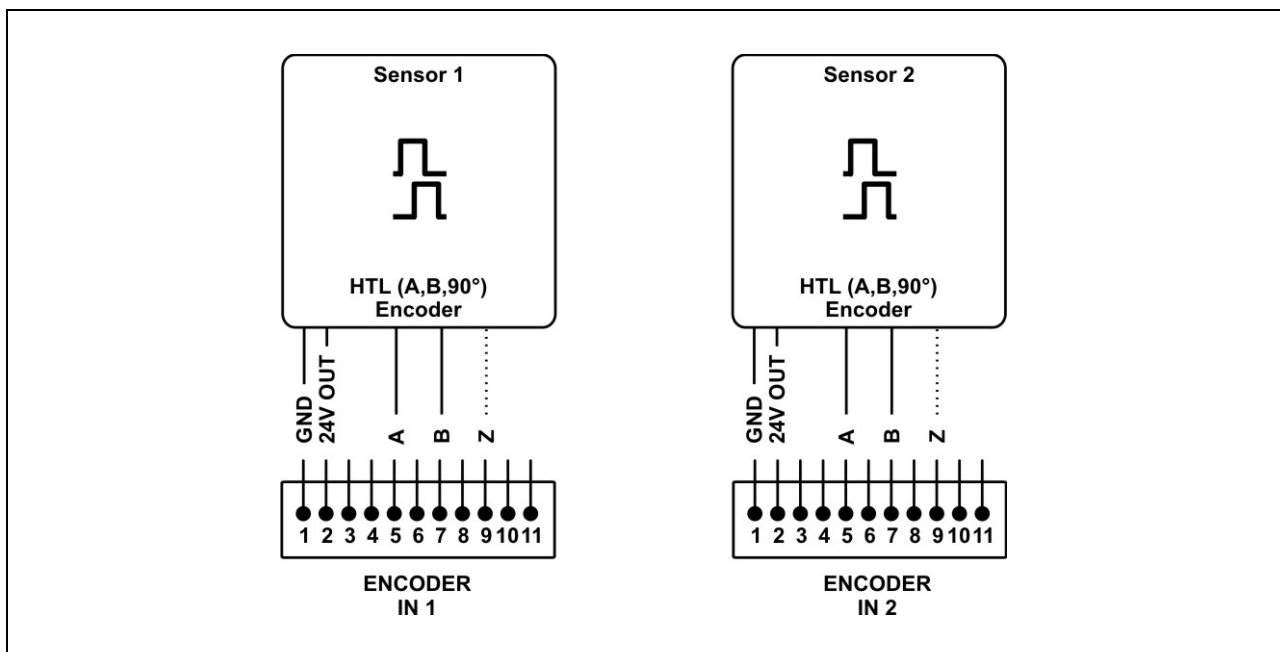 Sensor 1
HTL (A,B,90°)
Encoder
GND
24V OUT
A
B
Z
1 2 3 4 5 6 7 8 9 10 11
ENCODER
IN 1
Sensor 2
HTL (A,B,90°)
Encoder
GND
24V OUT
A
B
Z
1 2 3 4 5 6 7 8 9 10 11
ENCODER
IN 2